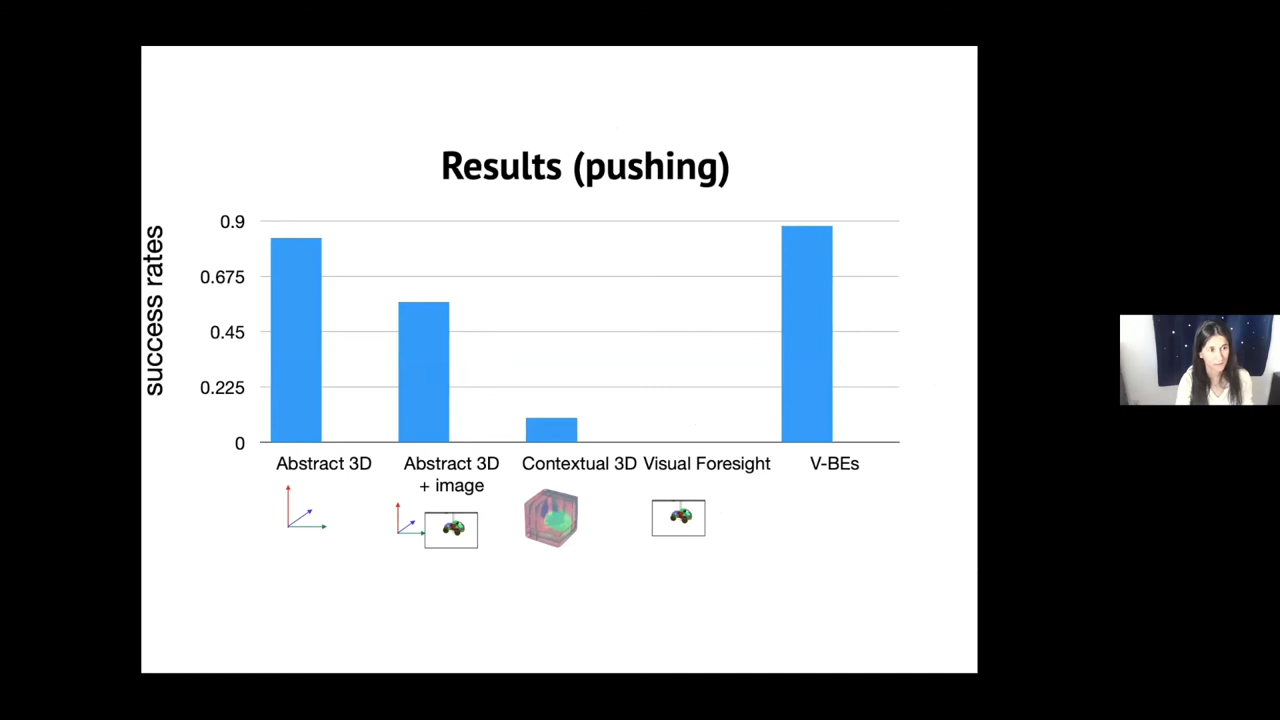 Results (pushing)
success rates
0.9
0.675
0.45
0.225
0
Abstract 3D
Abstract 3D
+ image
Contextual 3D
Visual Foresight
V-BEs